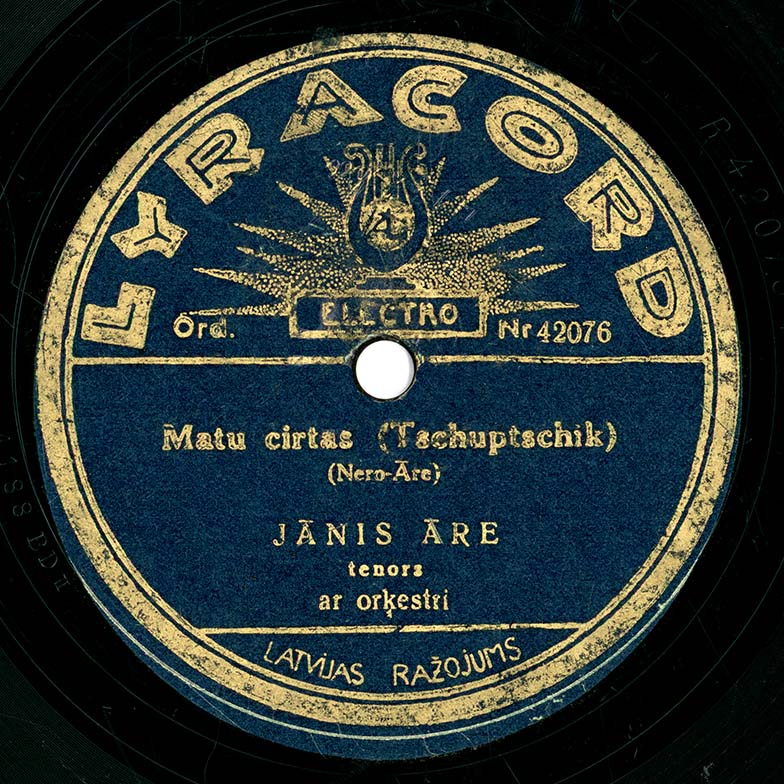 LYRACORD
ELECTRO
Ord. Nr 42076
Matu cirtas (Tschuptschik)
(Nero-Āre)
JĀNIS ĀRE
tenors
ar orķestri
LATVIJAS RAŽOJUMS